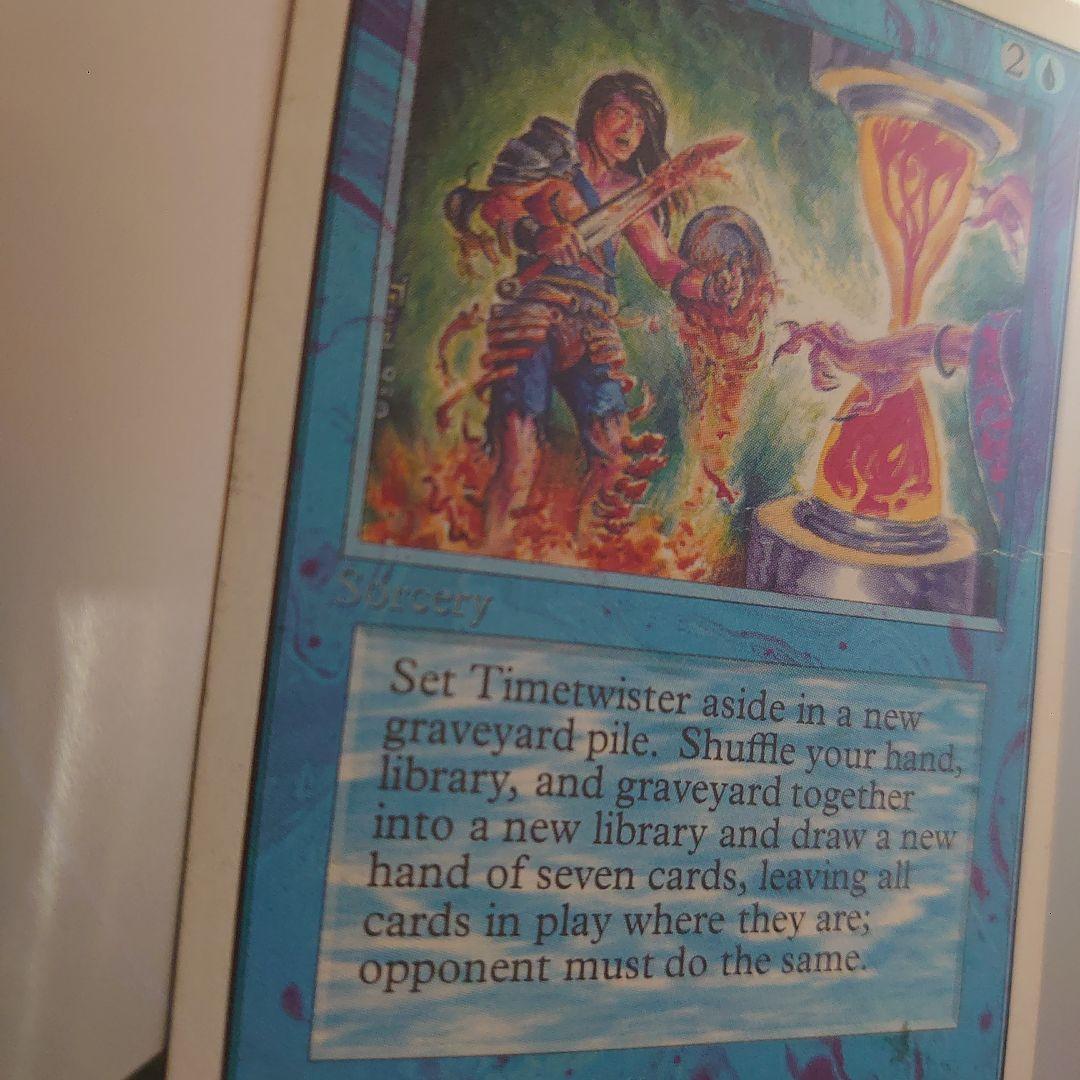 2
Sorcery
Set Timetwister aside in a new
graveyard pile. Shuffle your hand,
library, and graveyard together
into a new library and draw a new
hand of seven cards, leaving all
cards in play where they are;
opponent must do the same.